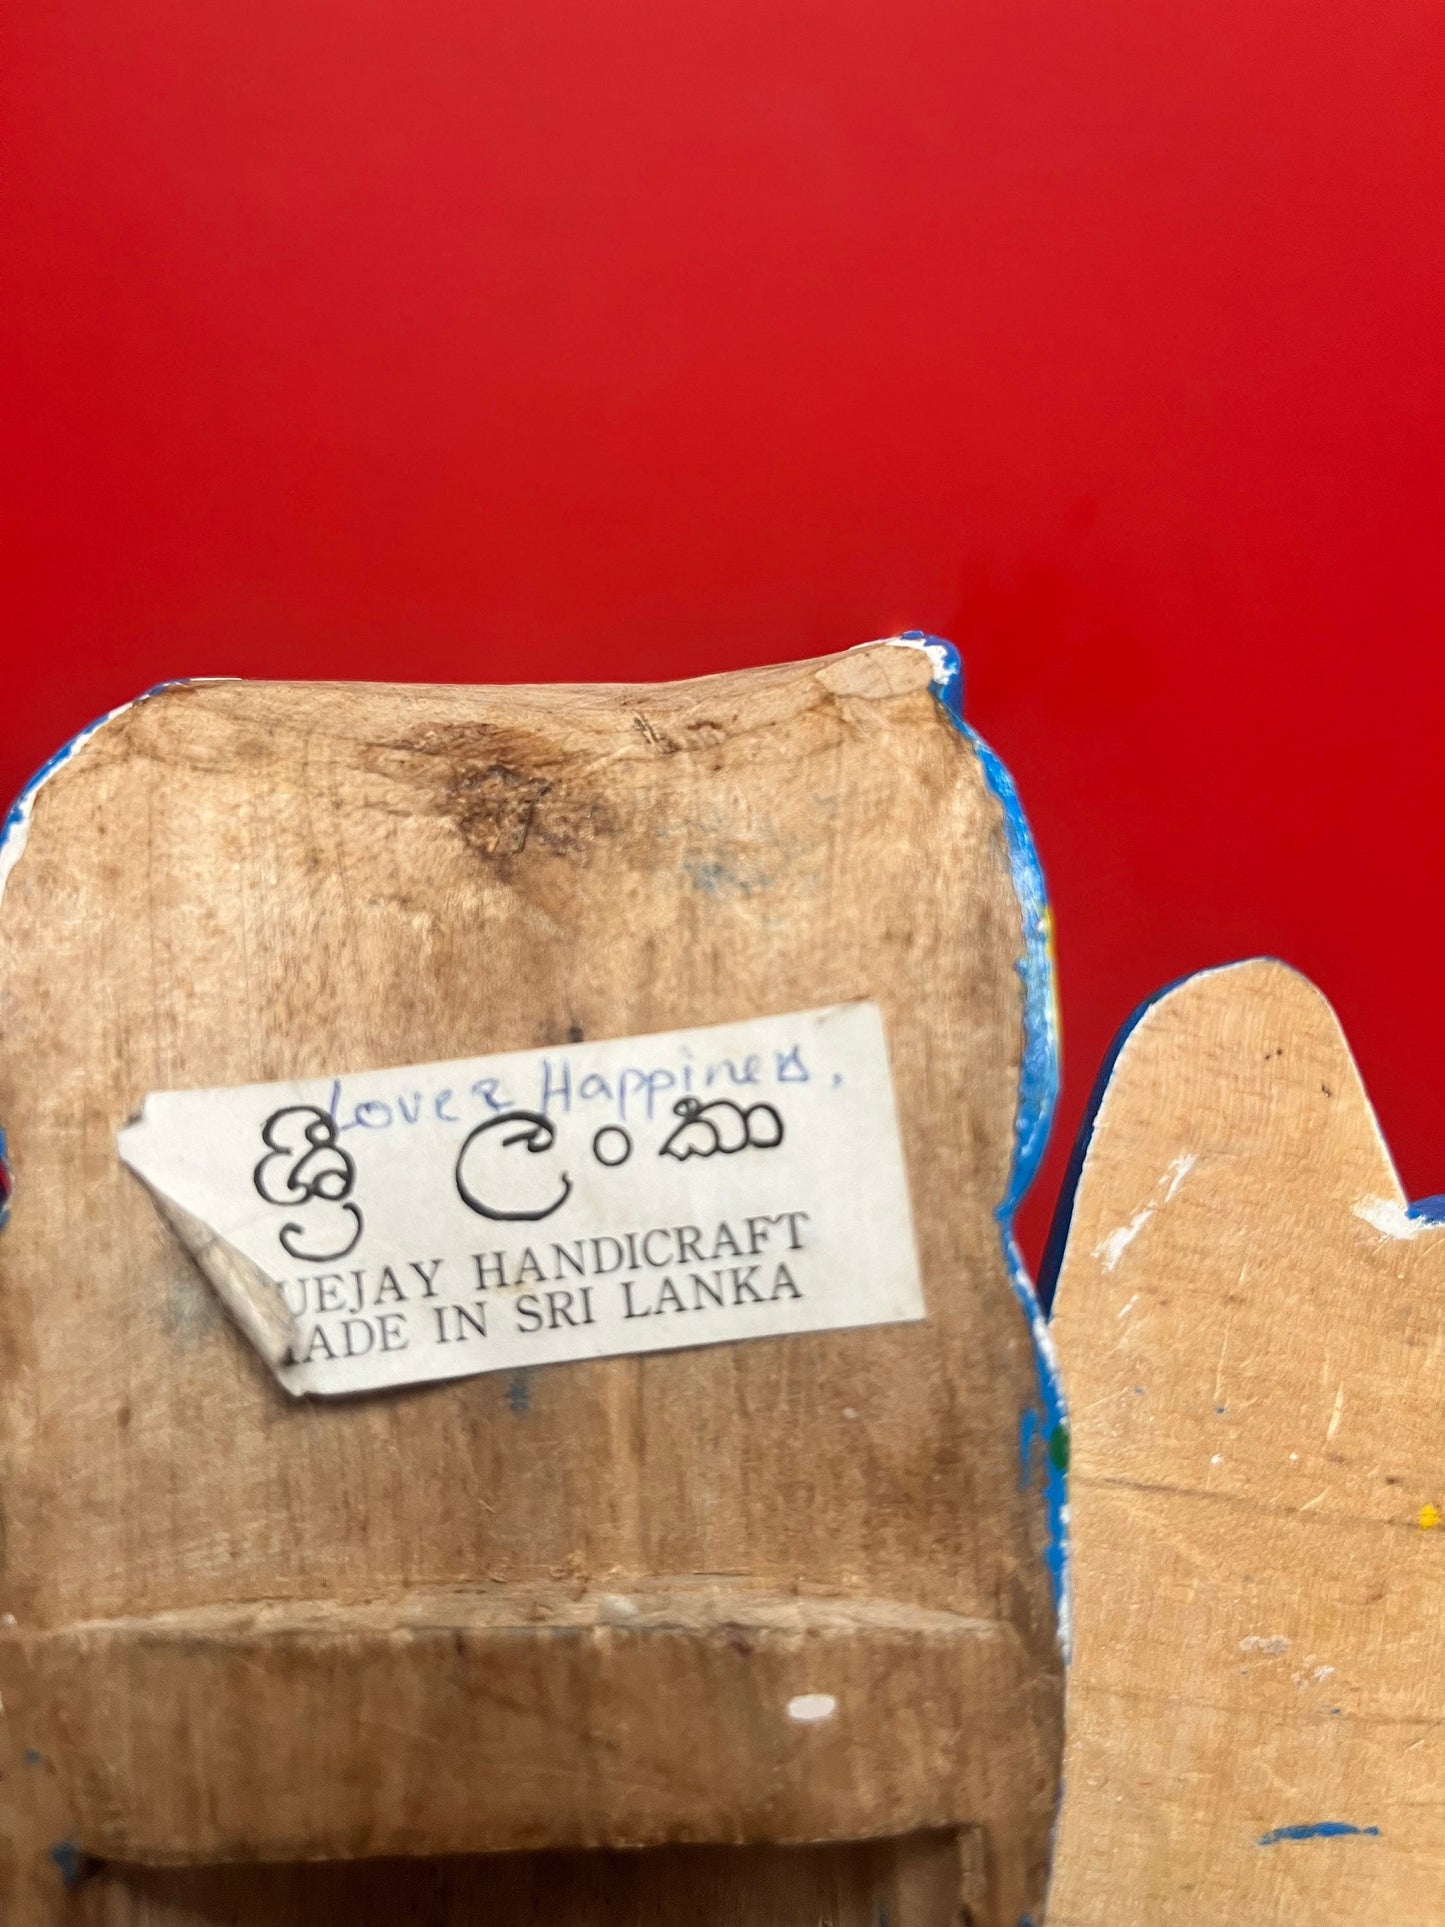 Love & Happiness,
ශ්‍රී ලංකා
UEJAY HANDICRAFT
ADE IN SRI LANKA